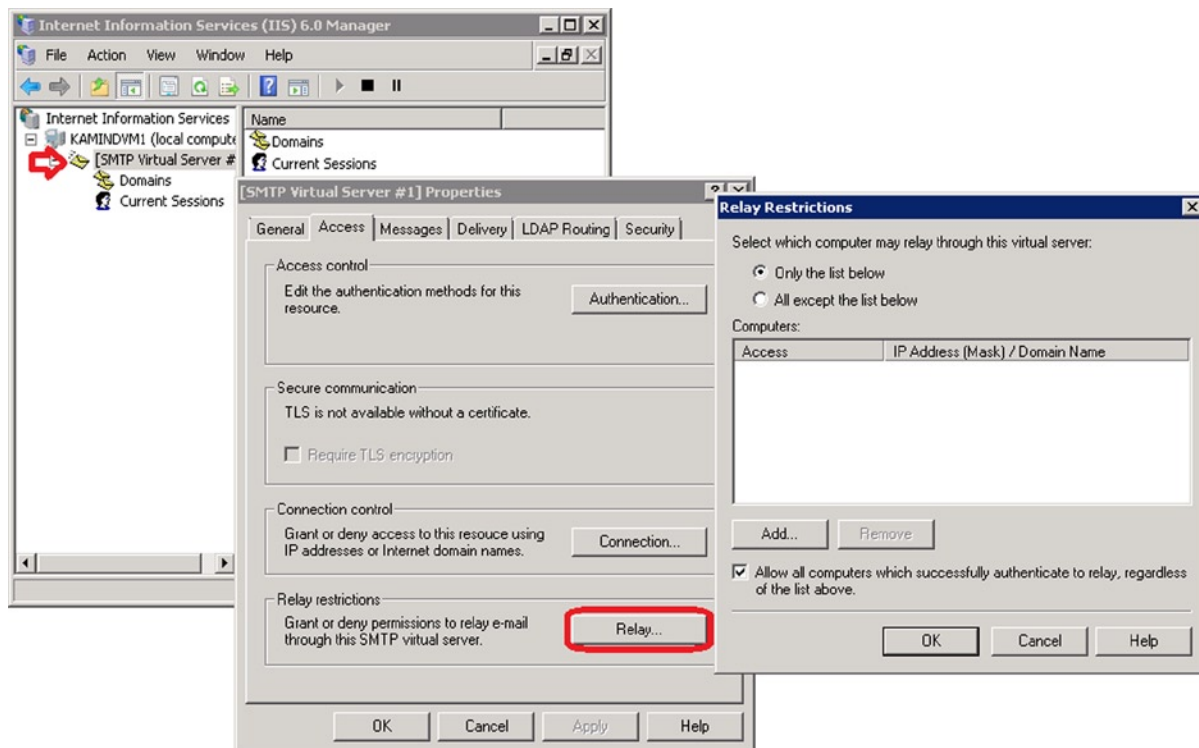 Internet Information Services (IIS) 6.0 Manager
File Action View Window Help
Internet Information Services
KAMINDVM1 (local compute
[SMTP Virtual Server #
Domains
Current Sessions
Name
Domains
Current Sessions
[SMTP Virtual Server #1] Properties
General Access Messages Delivery LDAP Routing Security
Access control
Edit the authentication methods for this
resource.
Authentication...
Secure communication
TLS is not available without a certificate.
Require TLS encryption
Connection control
Grant or deny access to this resouce using
IP addresses or Internet domain names.
Connection...
Relay restrictions
Grant or deny permissions to relay e-mail
through this SMTP virtual server.
Relay...
OK Cancel Apply Help
Relay Restrictions
Select which computer may relay through this virtual server:
Only the list below
All except the list below
Computers:
Access IP Address (Mask) / Domain Name
Add... Remove
Allow all computers which successfully authenticate to relay, regardless
of the list above.
OK Cancel Help